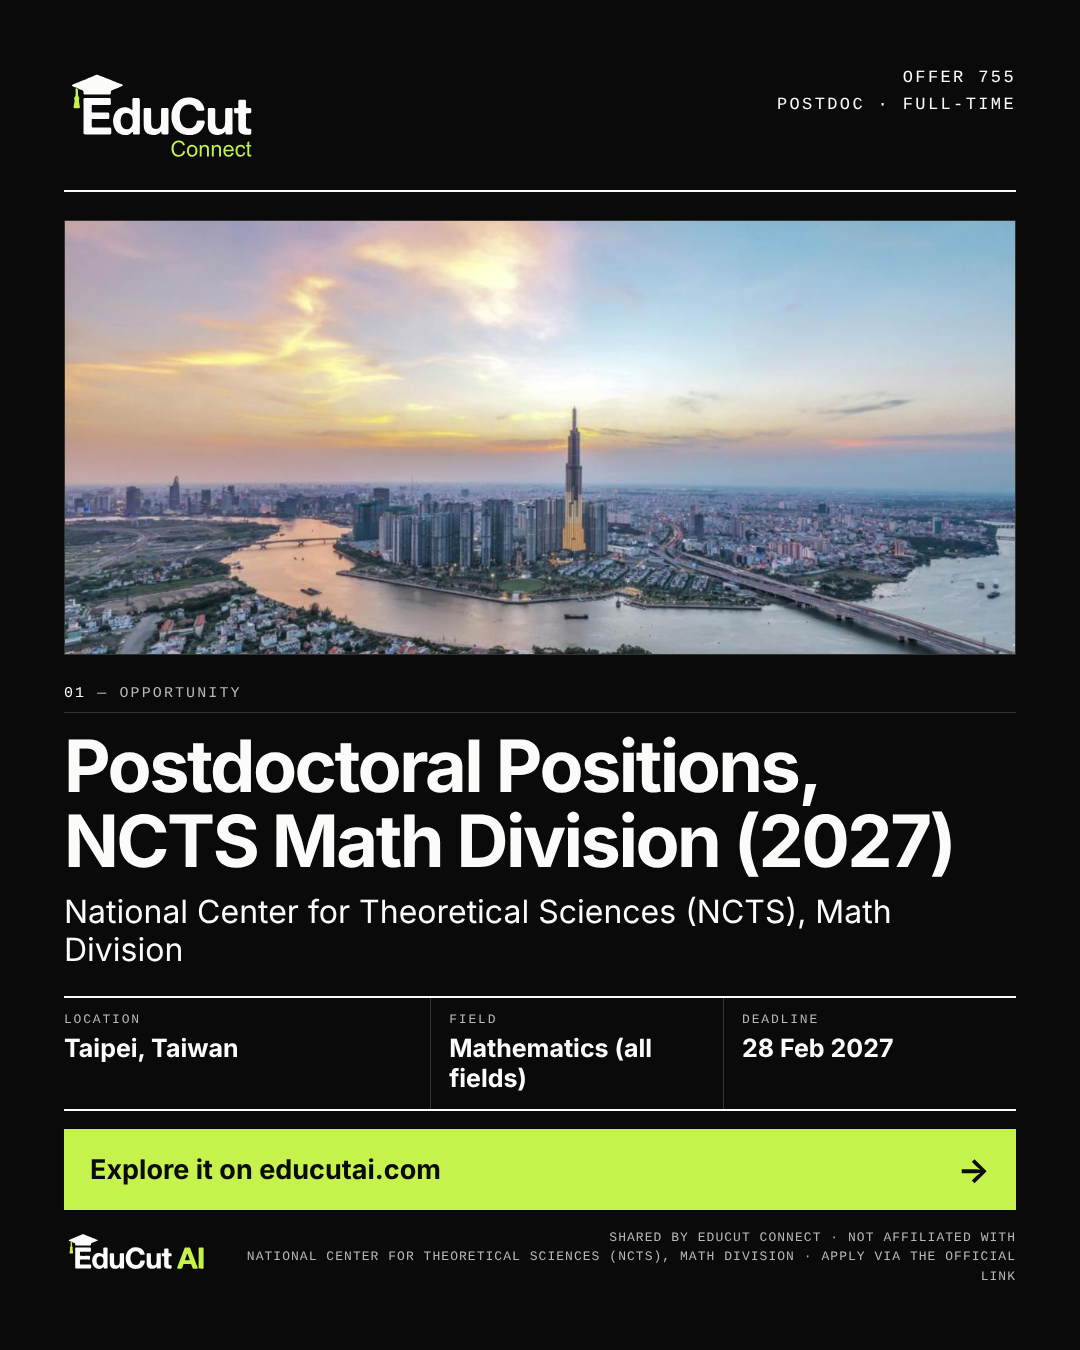 EduCut
Connect
OFFER 755
POSTDOC · FULL-TIME
01 — OPPORTUNITY
Postdoctoral Positions,
NCTS Math Division (2027)
National Center for Theoretical Sciences (NCTS), Math
Division
LOCATION
Taipei, Taiwan
FIELD
Mathematics (all
fields)
DEADLINE
28 Feb 2027
Explore it on educutai.com →
EduCut AI
SHARED BY EDUCUT CONNECT · NOT AFFILIATED WITH
NATIONAL CENTER FOR THEORETICAL SCIENCES (NCTS), MATH DIVISION · APPLY VIA THE OFFICIAL
LINK